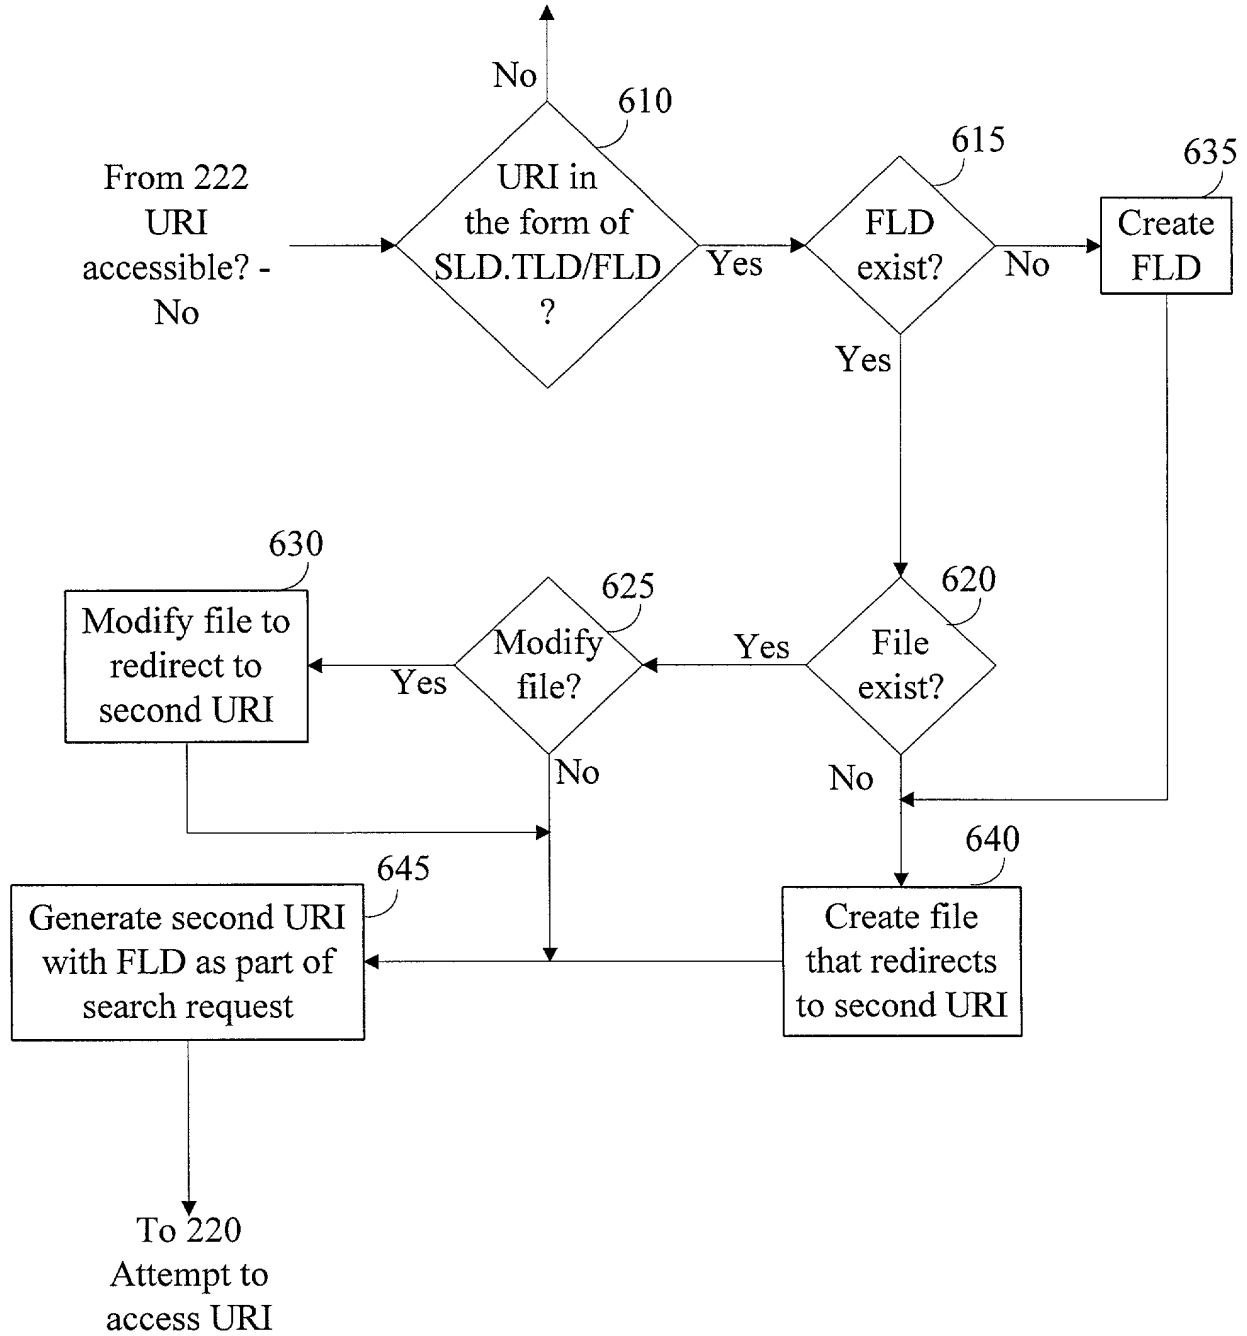 No
610
From 222
URI
accessible? -
No
URI in
the form of
SLD.TLD/FLD
?
Yes
615
FLD
exist?
No
635
Create
FLD
Yes
630
Modify file to
redirect to
second URI
Yes
625
Modify
file?
Yes
620
File
exist?
No
No
645
Generate second URI
with FLD as part of
search request
640
Create file
that redirects
to second URI
To 220
Attempt to
access URI